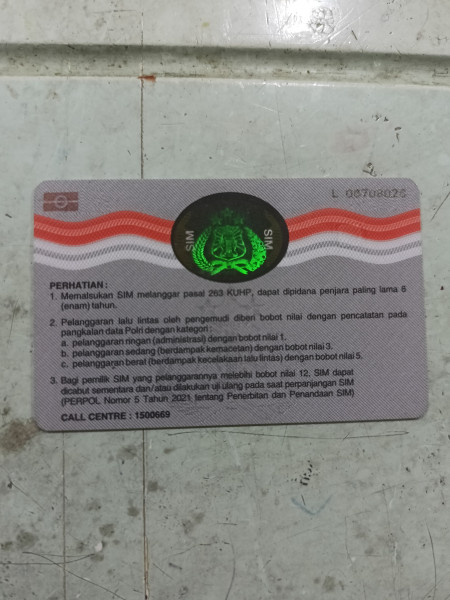 L 00708026
SIM SIM
PERHATIAN :
1. Memalsukan SIM melanggar pasal 263 KUHP, dapat dipidana penjara paling lama 6
(enam) tahun.
2. Pelanggaran lalu lintas oleh pengemudi diberi bobot nilai dengan pencatatan pada
pangkalan data Polri dengan kategori :
a. pelanggaran ringan (administrasi) dengan bobot nilai 1.
b. pelanggaran sedang (berdampak kemacetan) dengan bobot nilai 3.
c. pelanggaran berat (berdampak kecelakaan lalu lintas) dengan bobot nilai 5.
3. Bagi pemilik SIM yang pelanggarannya melebihi bobot nilai 12, SIM dapat
dicabut sementara dan/atau dilakukan uji ulang pada saat perpanjangan SIM
(PERPOL Nomor 5 Tahun 2021 tentang Penerbitan dan Penandaan SIM)
CALL CENTRE : 1500669